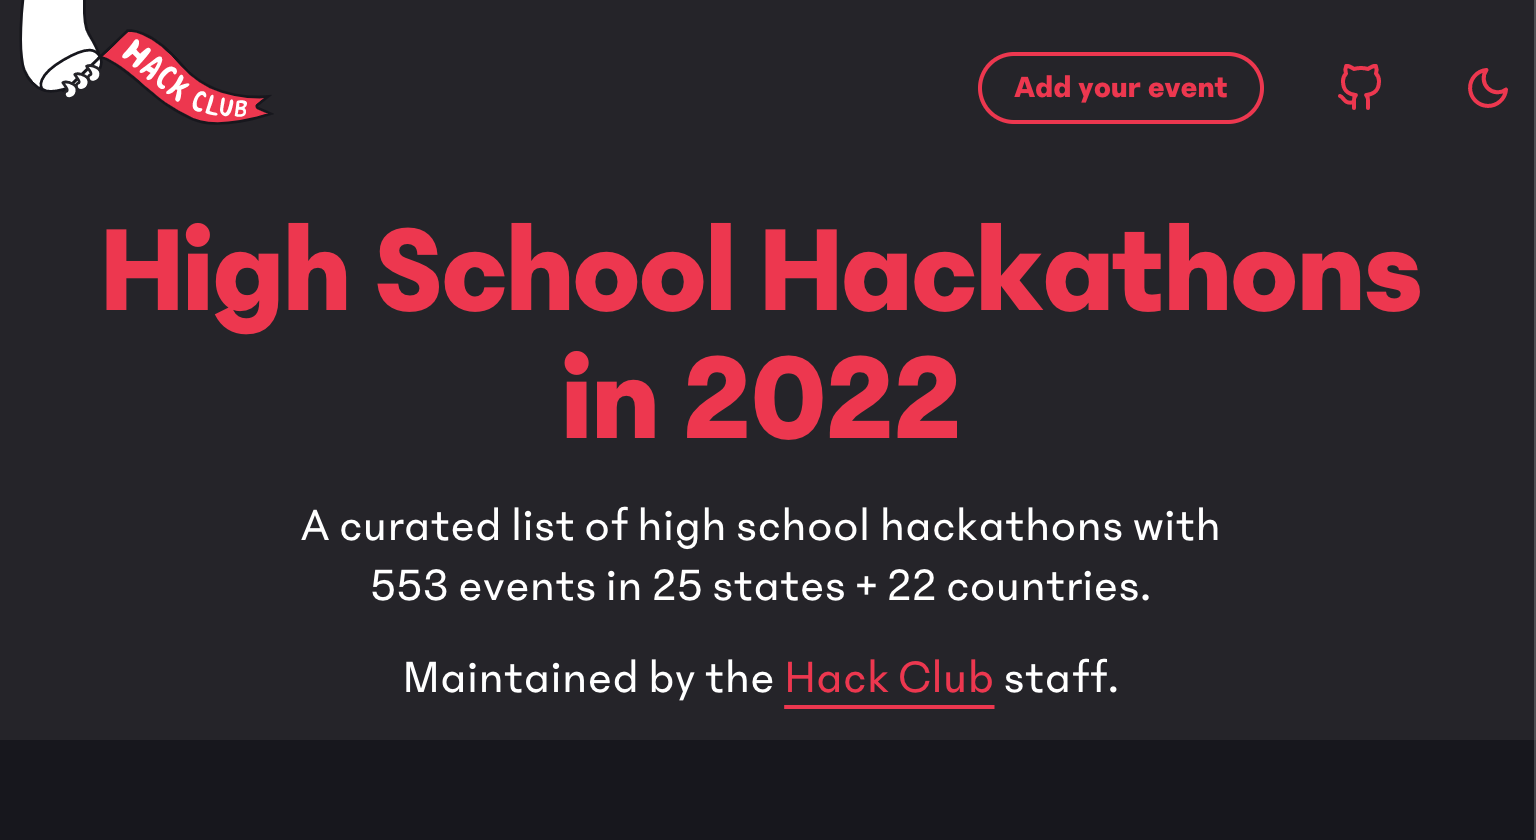 HACK CLUB
Add your event
High School Hackathons
in 2022
A curated list of high school hackathons with
553 events in 25 states + 22 countries.
Maintained by the Hack Club staff.